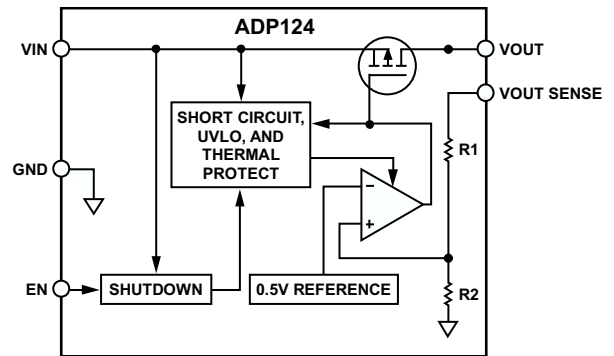 ADP124
VIN
VOUT
VOUT SENSE
SHORT CIRCUIT,
UVLO, AND
THERMAL
PROTECT
R1
GND
−
+
EN
SHUTDOWN
0.5V REFERENCE
R2